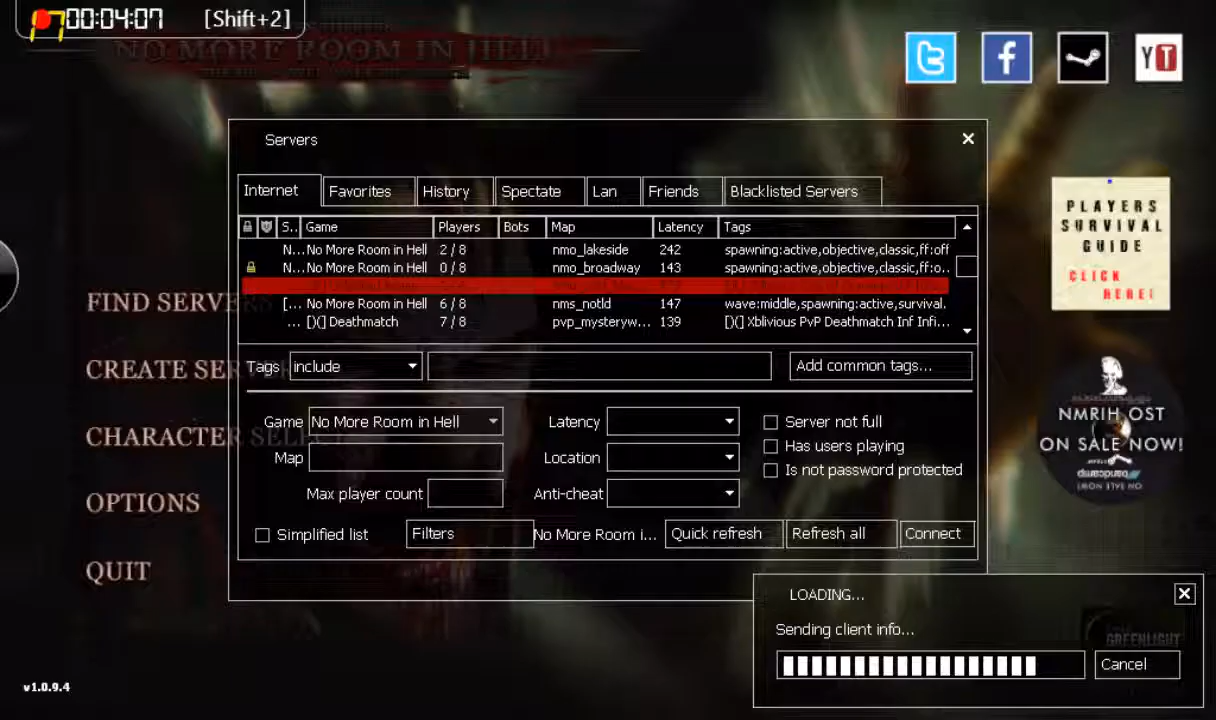 00:04:07 [Shift+2]
NO MORE ROOM IN HELL
Servers
Internet Favorites History Spectate Lan Friends Blacklisted Servers
S.. Game Players Bots Map Latency Tags
N... No More Room in Hell 2 / 8 nmo_lakeside 242 spawning:active,objective,classic,ff:off
N... No More Room in Hell 0 / 8 nmo_broadway 143 spawning:active,objective,classic,ff:o..
[... No More Room in Hell 6 / 8 nms_notld 147 wave:middle,spawning:active,survival.
... [)(] Deathmatch 7 / 8 pvp_mysteryw... 139 [)(] Xblivious PvP Deathmatch Inf Infi...
Tags include Add common tags...
Game No More Room in Hell Latency Server not full
Map Location Has users playing
Max player count Anti-cheat Is not password protected
Simplified list Filters No More Room i... Quick refresh Refresh all Connect
FIND SERVERS
CREATE SER
CHARACTER SELECT
OPTIONS
QUIT
PLAYERS
SURVIVAL
GUIDE
CLICK
HERE!
NMRIH OST
ON SALE NOW!
LOADING...
Sending client info...
Cancel
GREENLIGHT
v1.0.9.4